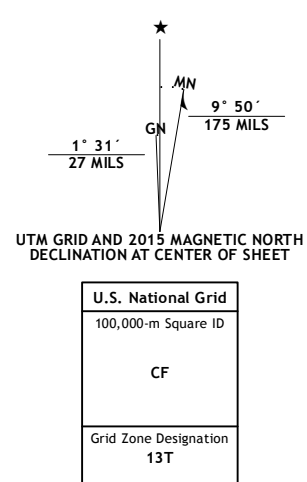 ★
MN
9° 50´
175 MILS
GN
1° 31´
27 MILS
UTM GRID AND 2015 MAGNETIC NORTH
DECLINATION AT CENTER OF SHEET
U.S. National Grid
100,000-m Square ID
CF
Grid Zone Designation
13T